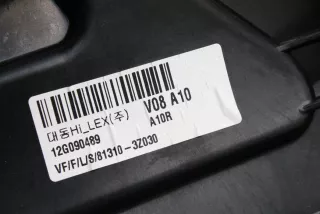 V08 A10
대동HI_LEX(주) A10R
12G090489
VF/F/L/S/81310-3Z030